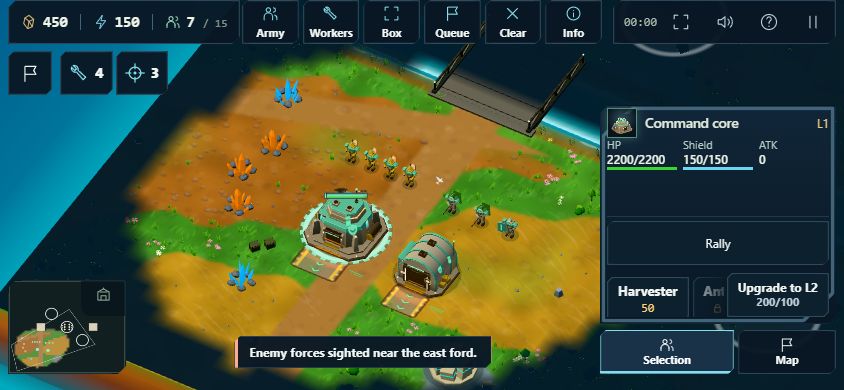 450 150 7 / 15
Army
Workers
Box
Queue
Clear
Info
00:00
4
3
Command core L1
HP Shield ATK
2200/2200 150/150 0
Rally
Harvester
50
Upgrade to L2
200/100
Enemy forces sighted near the east ford.
Selection
Map